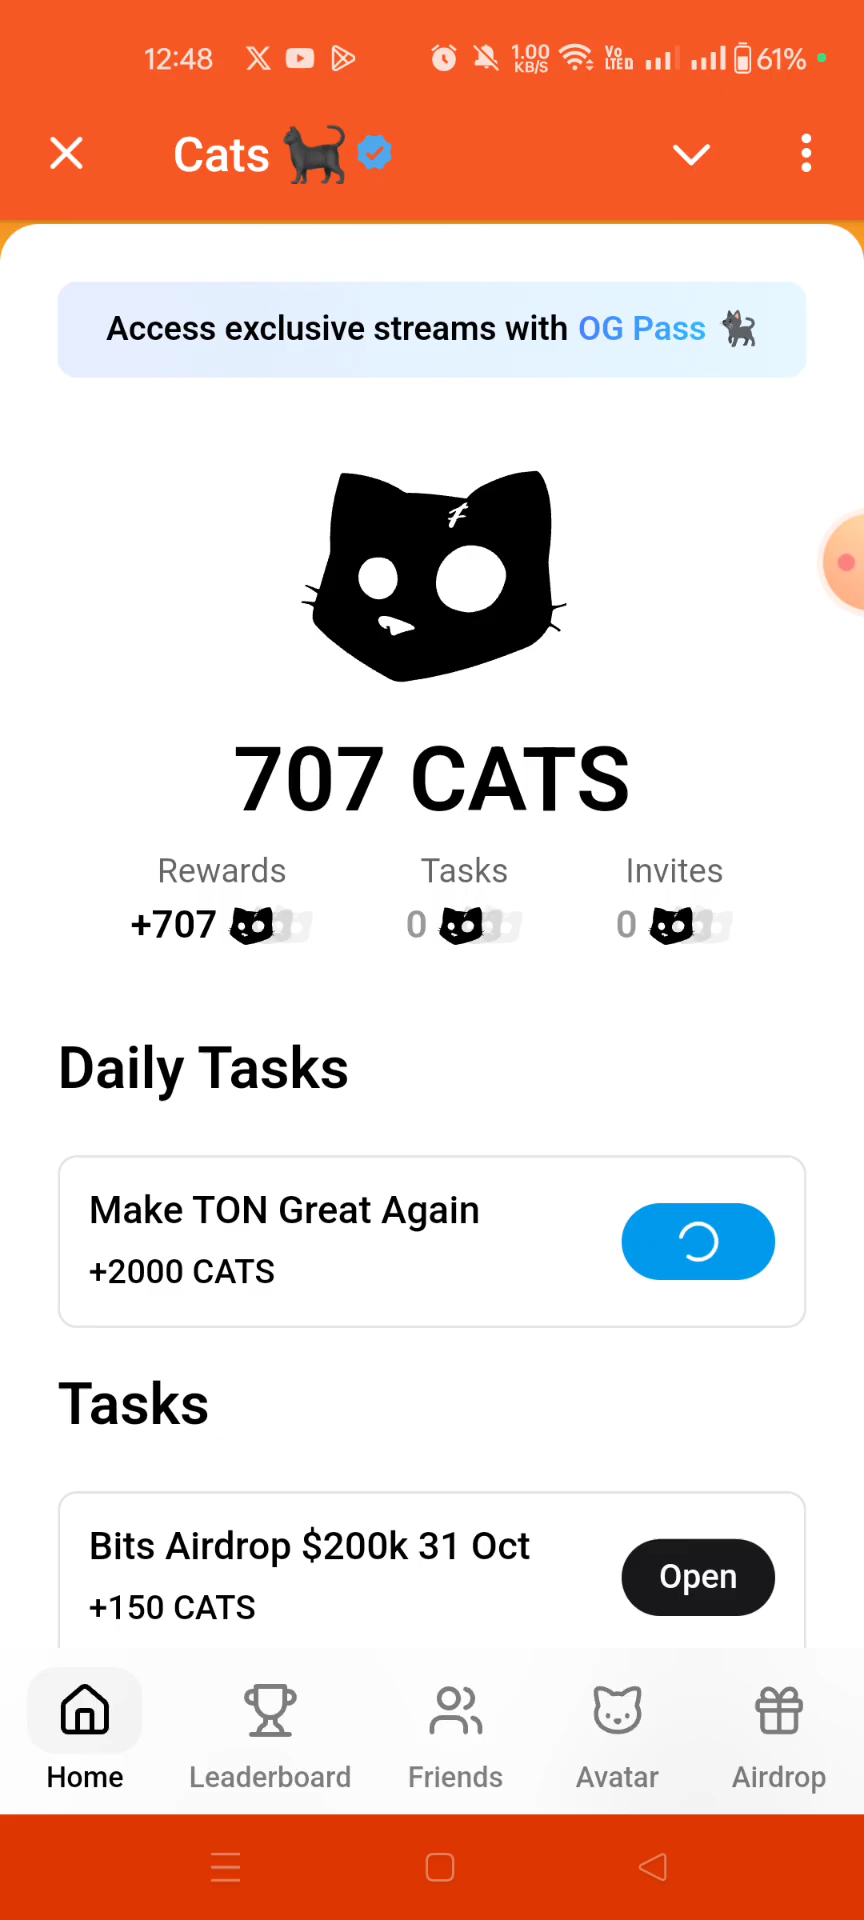 12:48 1.00 KB/S Vo LTED 61%
Cats
Access exclusive streams with OG Pass
707 CATS
Rewards Tasks Invites
+707 0 0
Daily Tasks
Make TON Great Again
+2000 CATS
Tasks
Bits Airdrop $200k 31 Oct
+150 CATS
Open
Home Leaderboard Friends Avatar Airdrop